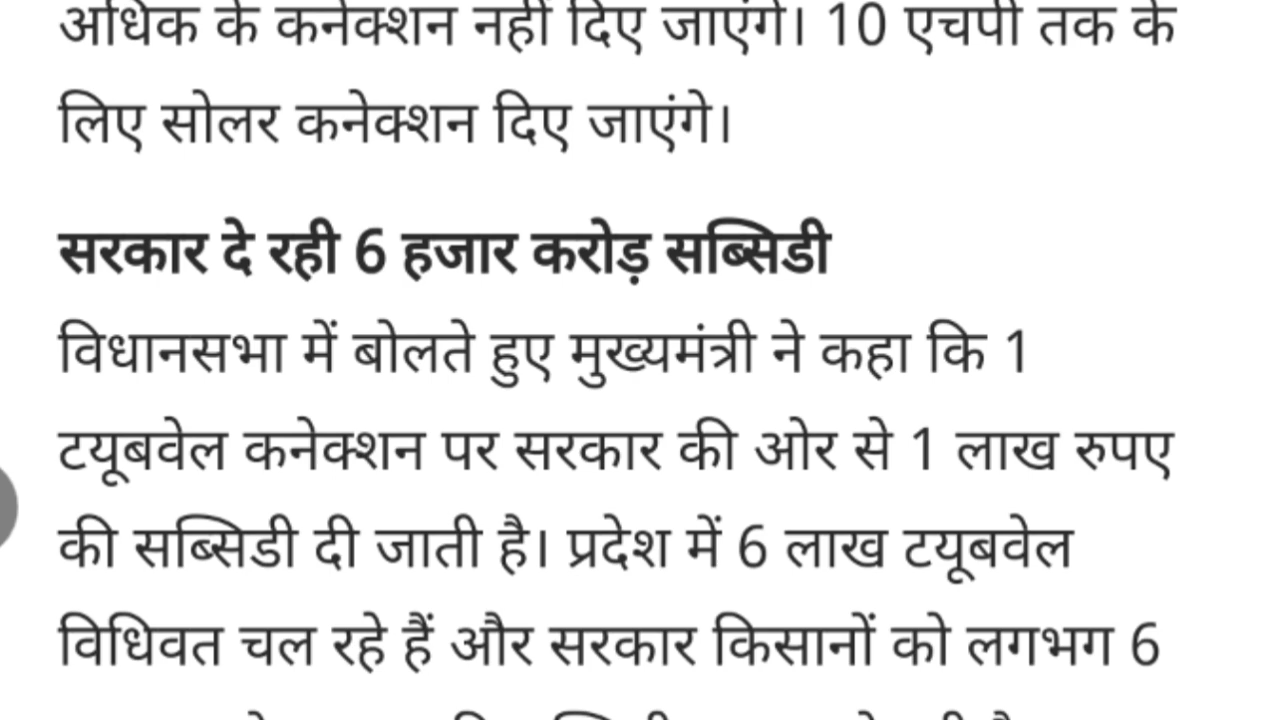 अधिक के कनेक्शन नहीं दिए जाएंगे। 10 एचपी तक के
लिए सोलर कनेक्शन दिए जाएंगे।
सरकार दे रही 6 हजार करोड़ सब्सिडी
विधानसभा में बोलते हुए मुख्यमंत्री ने कहा कि 1
टयूबवेल कनेक्शन पर सरकार की ओर से 1 लाख रुपए
की सब्सिडी दी जाती है। प्रदेश में 6 लाख टयूबवेल
विधिवत चल रहे हैं और सरकार किसानों को लगभग 6